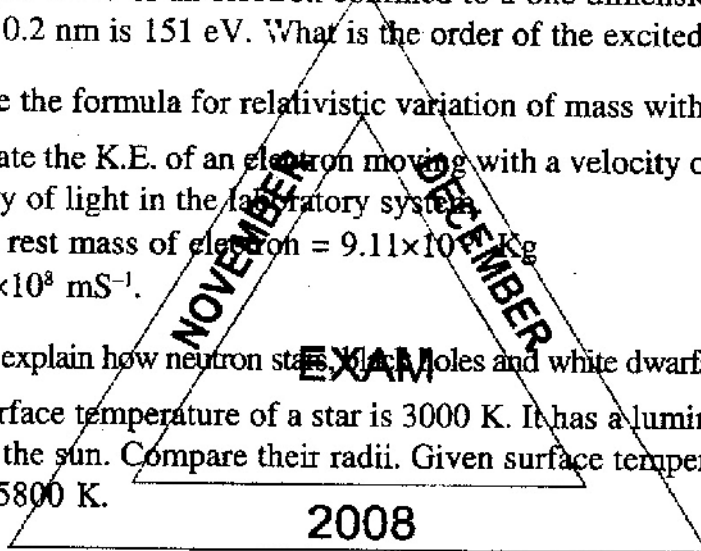 0.2 nm is 151 eV. What is the order of the excited
e the formula for relativistic variation of mass with
ate the K.E. of an electron moving with a velocity o
y of light in the laboratory system
rest mass of electron = 9.11×10 Kg
×10⁸ mS⁻¹.
explain how neutron stars, black holes and white dwarf
rface temperature of a star is 3000 K. It has a lumin
the sun. Compare their radii. Given surface temper
5800 K.
NOVEMBER
DECEMBER
EXAM
2008